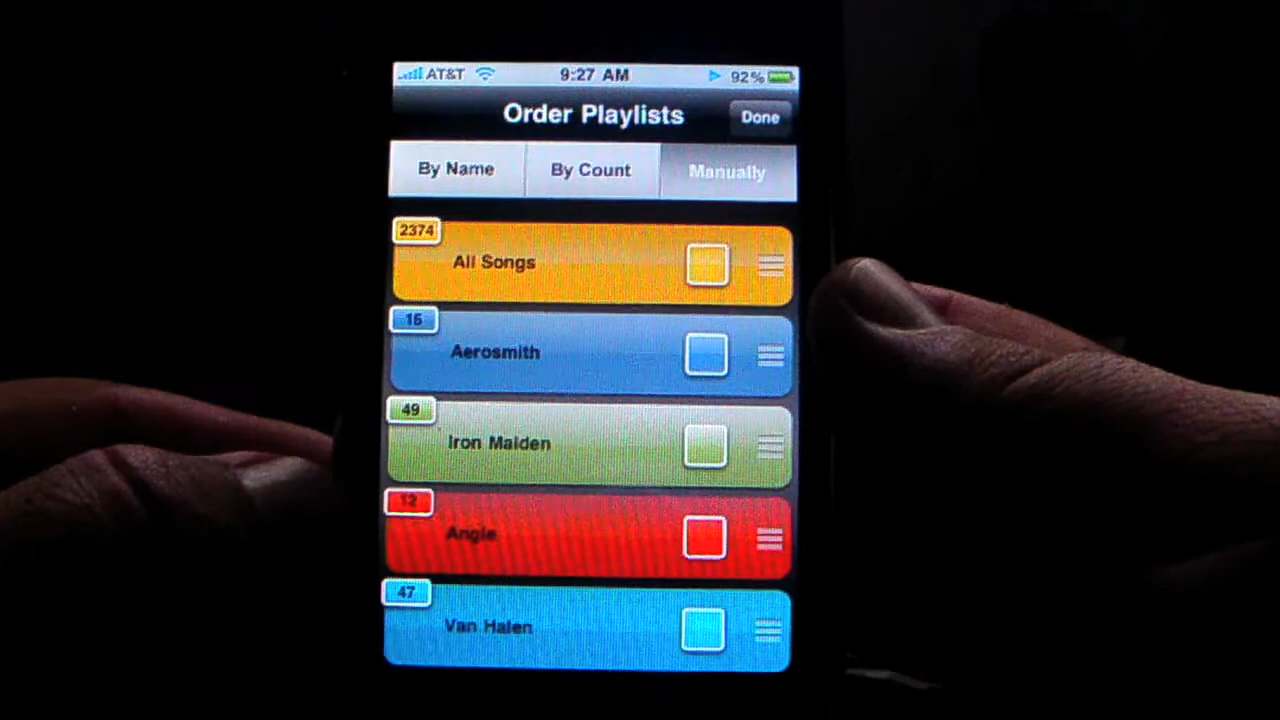 AT&T 9:27 AM 92%
Order Playlists Done
By Name By Count Manually
2374
All Songs
15
Aerosmith
49
Iron Maiden
12
Angie
47
Van Halen